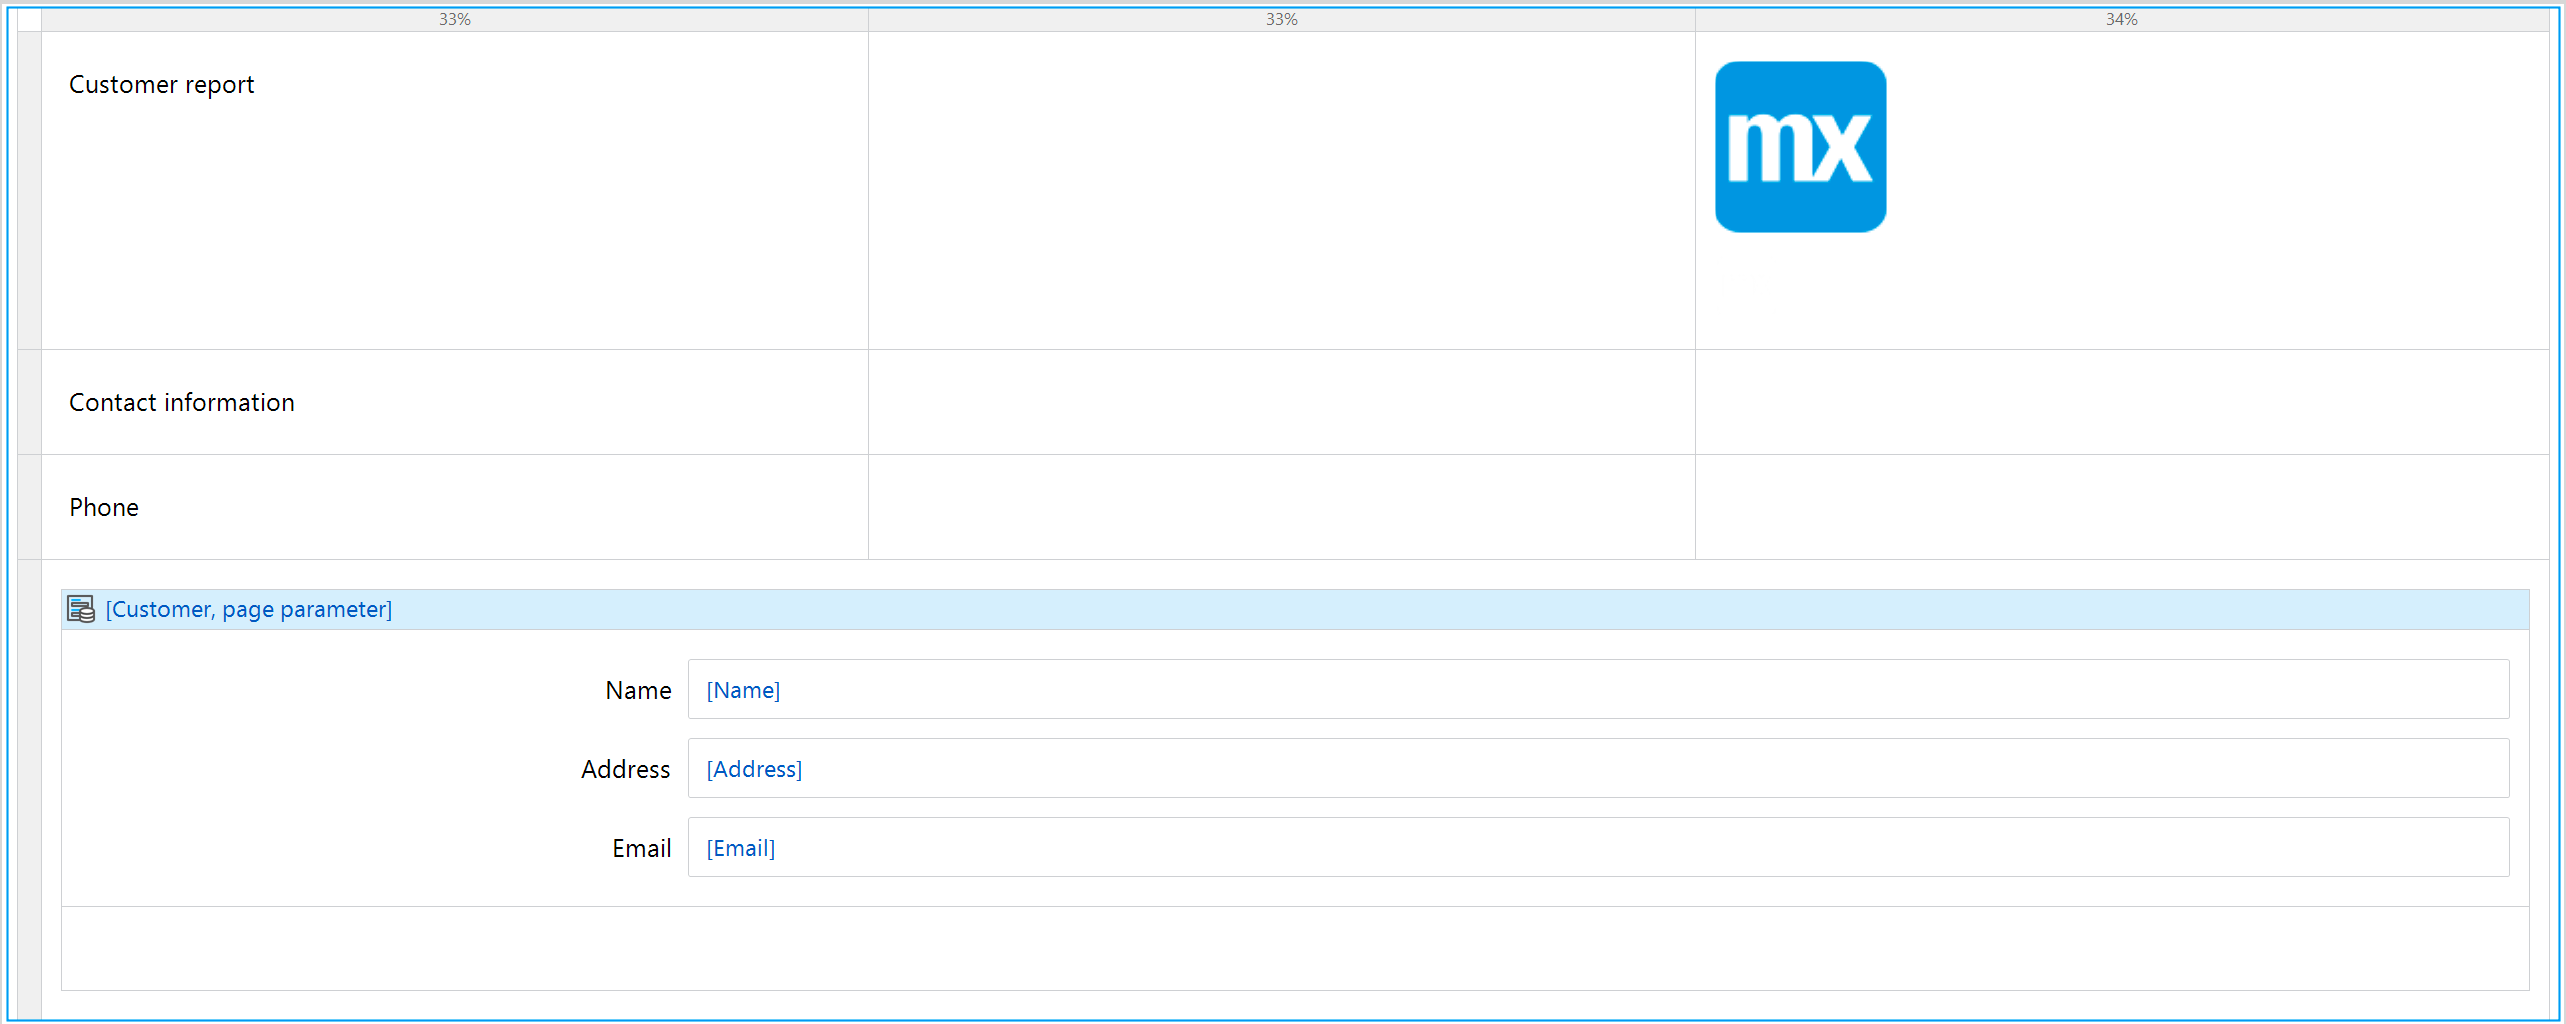 33% 33% 34%
Customer report
mx
Contact information
Phone
[Customer, page parameter]
Name [Name]
Address [Address]
Email [Email]